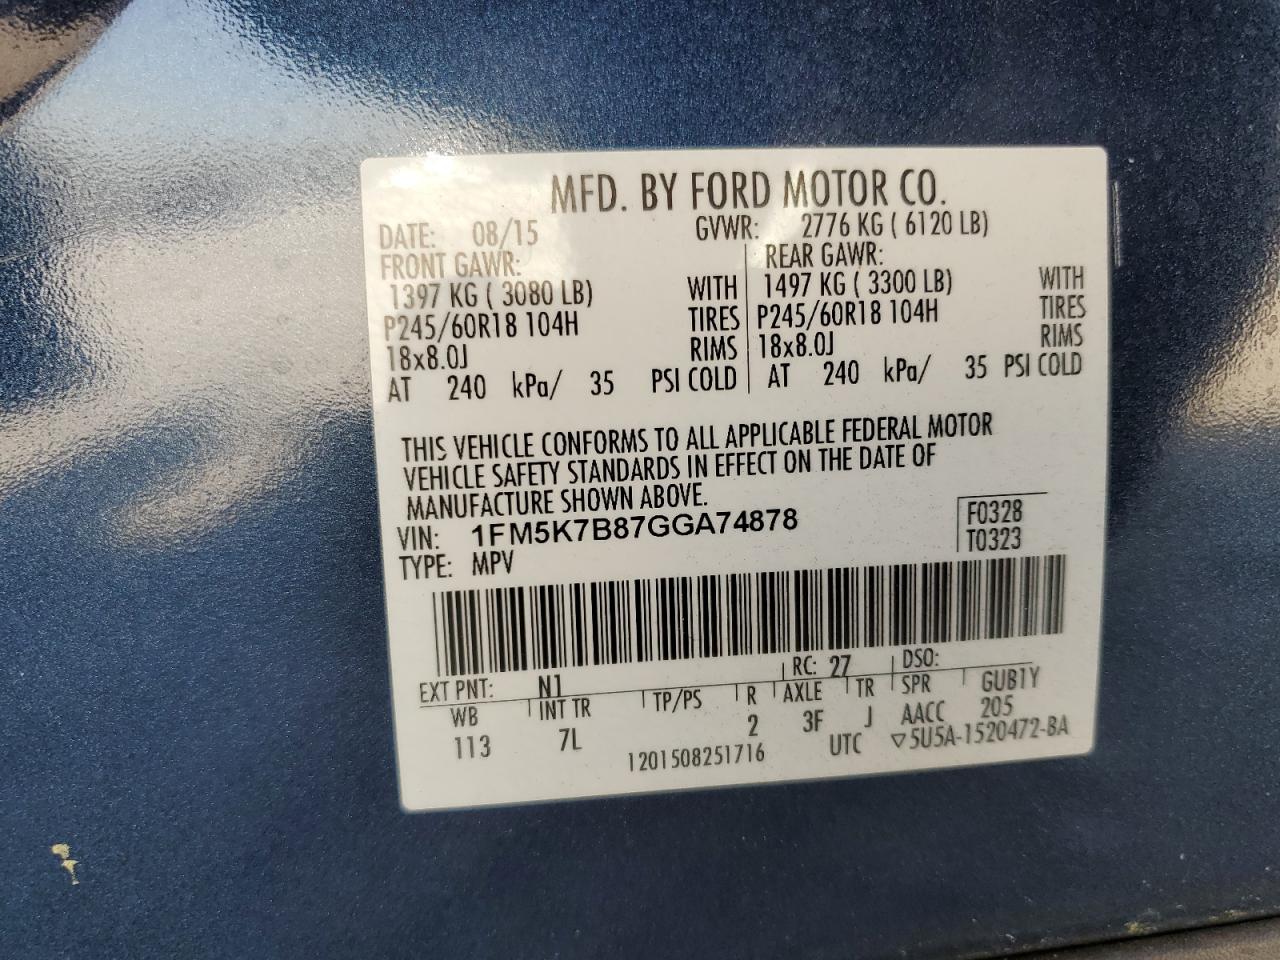 MFD. BY FORD MOTOR CO.
DATE: 08/15 GVWR: 2776 KG ( 6120 LB)
FRONT GAWR: REAR GAWR:
1397 KG ( 3080 LB) WITH 1497 KG ( 3300 LB) WITH
P245/60R18 104H TIRES P245/60R18 104H TIRES
18x8.0J RIMS 18x8.0J RIMS
AT 240 kPa/ 35 PSI COLD AT 240 kPa/ 35 PSI COLD
THIS VEHICLE CONFORMS TO ALL APPLICABLE FEDERAL MOTOR
VEHICLE SAFETY STANDARDS IN EFFECT ON THE DATE OF
MANUFACTURE SHOWN ABOVE.
VIN: 1FM5K7B87GGA74878 F0328
TYPE: MPV T0323
EXT PNT: N1 RC: 27 DSO:
WB INT TR TP/PS R AXLE TR SPR GUB1Y
113 7L 2 3F J AACC 205
1201508251716 UTC ▽5U5A-1520472-BA